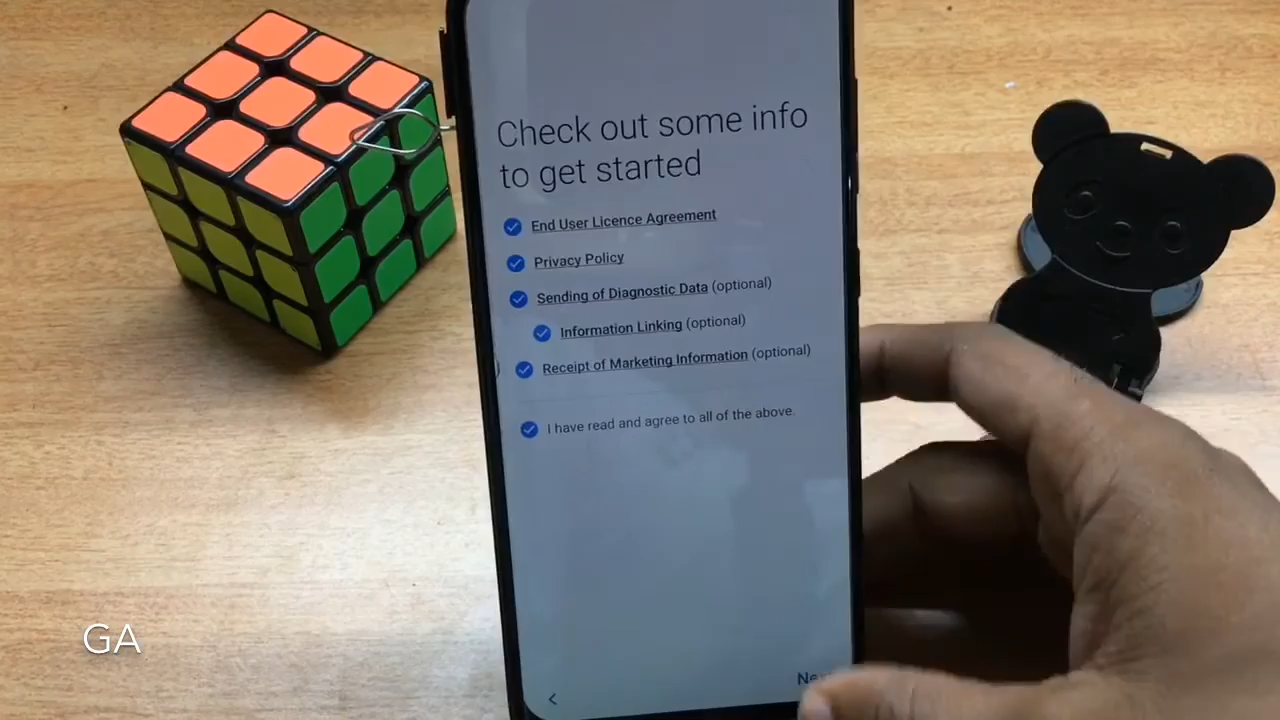 Check out some info
to get started
End User Licence Agreement
Privacy Policy
Sending of Diagnostic Data (optional)
Information Linking (optional)
Receipt of Marketing Information (optional)
I have read and agree to all of the above.
GA